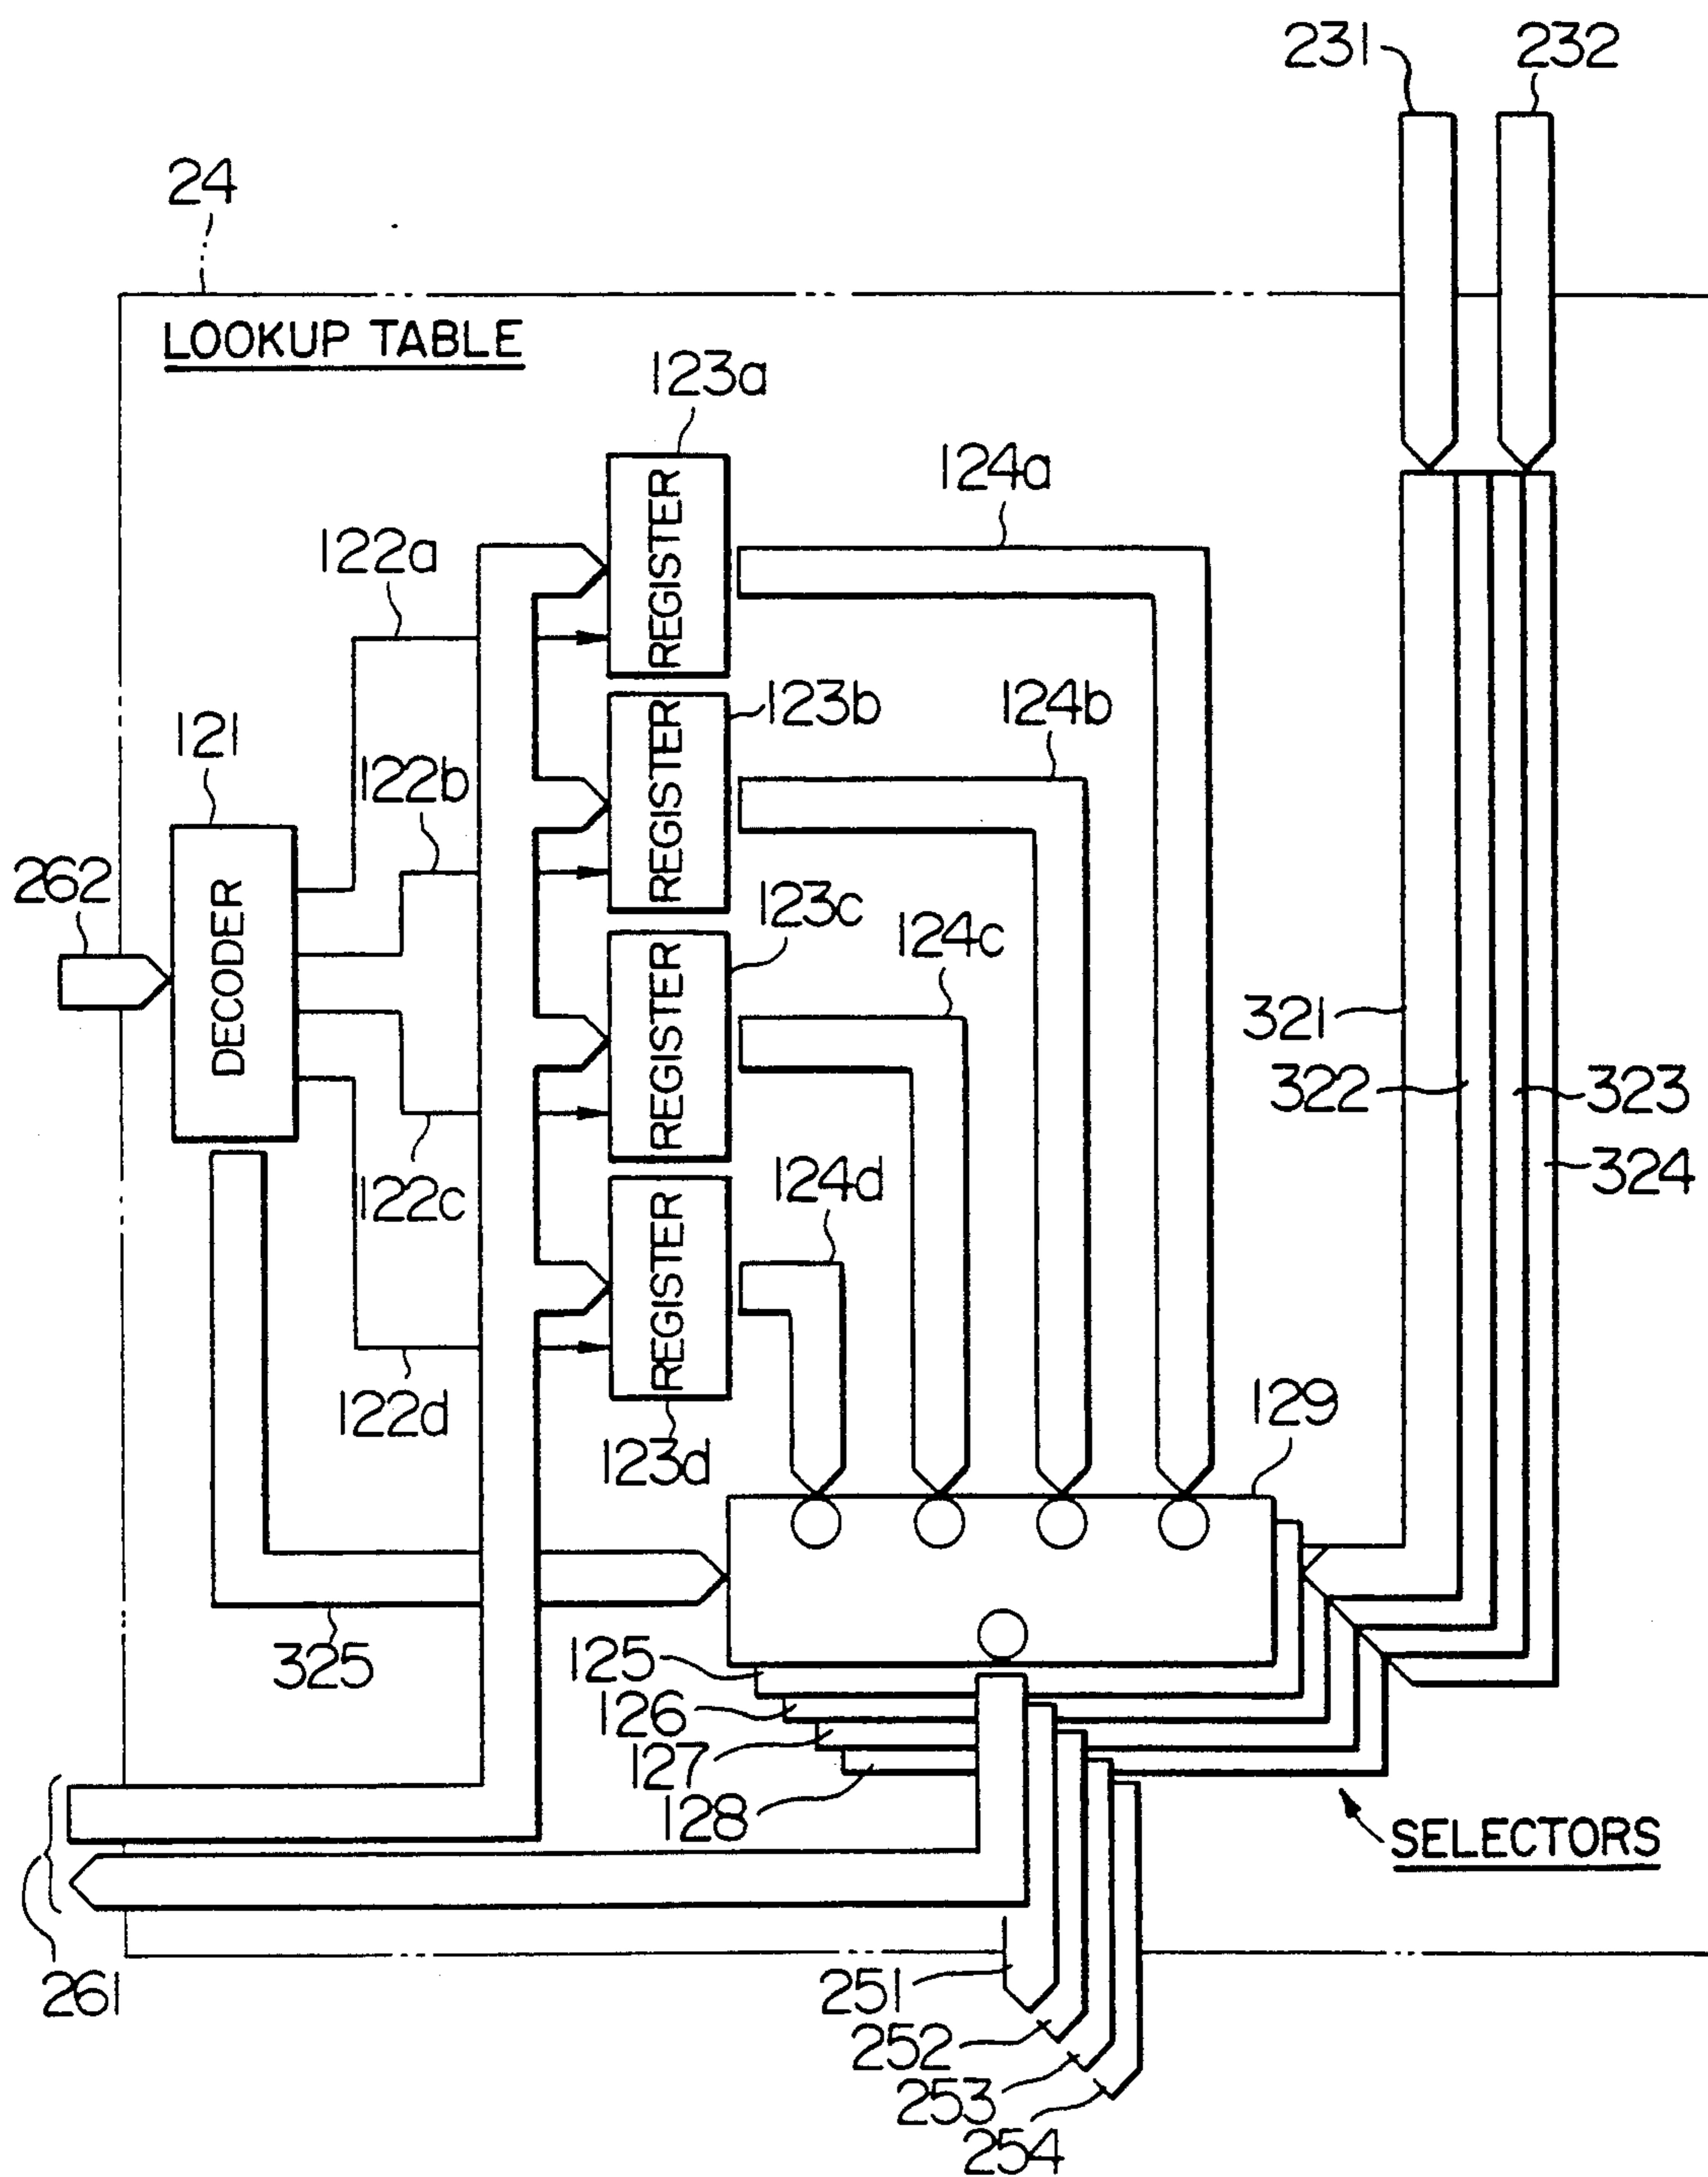 231
232
24
LOOKUP TABLE
123a
124a
122a
REGISTER
123b
124b
121
122b
REGISTER
262
DECODER
123c
124c
321
322
323
REGISTER
124d
324
122c
REGISTER
122d
129
123d
325
125
126
127
128
SELECTORS
261
251
252
253
254